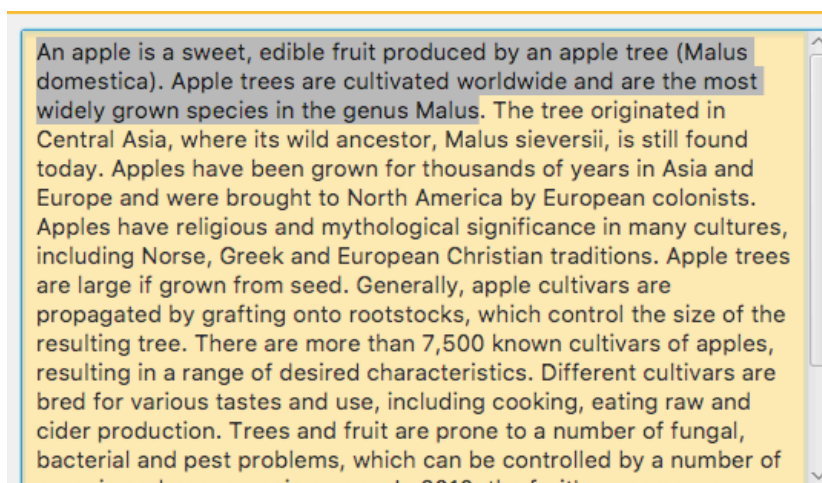 An apple is a sweet, edible fruit produced by an apple tree (Malus
domestica). Apple trees are cultivated worldwide and are the most
widely grown species in the genus Malus. The tree originated in
Central Asia, where its wild ancestor, Malus sieversii, is still found
today. Apples have been grown for thousands of years in Asia and
Europe and were brought to North America by European colonists.
Apples have religious and mythological significance in many cultures,
including Norse, Greek and European Christian traditions. Apple trees
are large if grown from seed. Generally, apple cultivars are
propagated by grafting onto rootstocks, which control the size of the
resulting tree. There are more than 7,500 known cultivars of apples,
resulting in a range of desired characteristics. Different cultivars are
bred for various tastes and use, including cooking, eating raw and
cider production. Trees and fruit are prone to a number of fungal,
bacterial and pest problems, which can be controlled by a number of